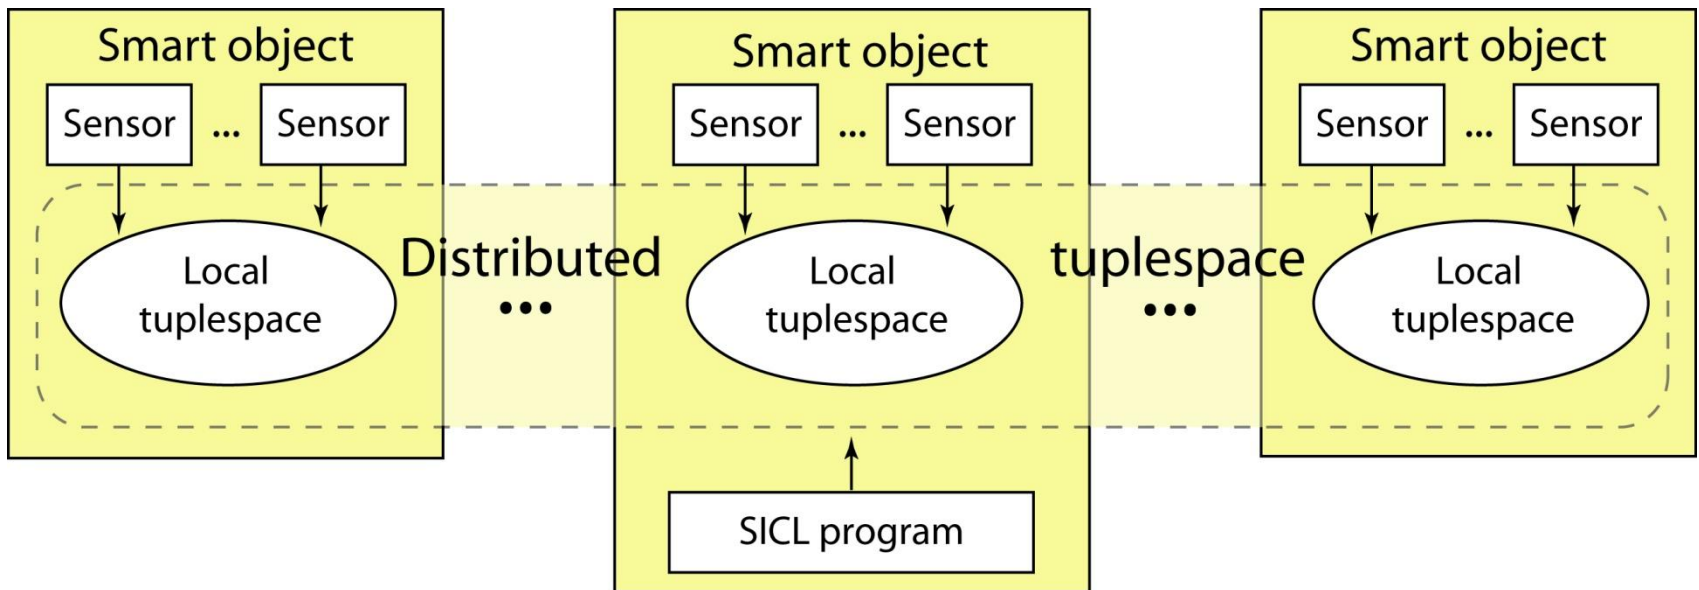 Smart object
Smart object
Smart object
Sensor ... Sensor
Sensor ... Sensor
Sensor ... Sensor
Local
tuplespace
Distributed
...
Local
tuplespace
tuplespace
...
Local
tuplespace
SICL program